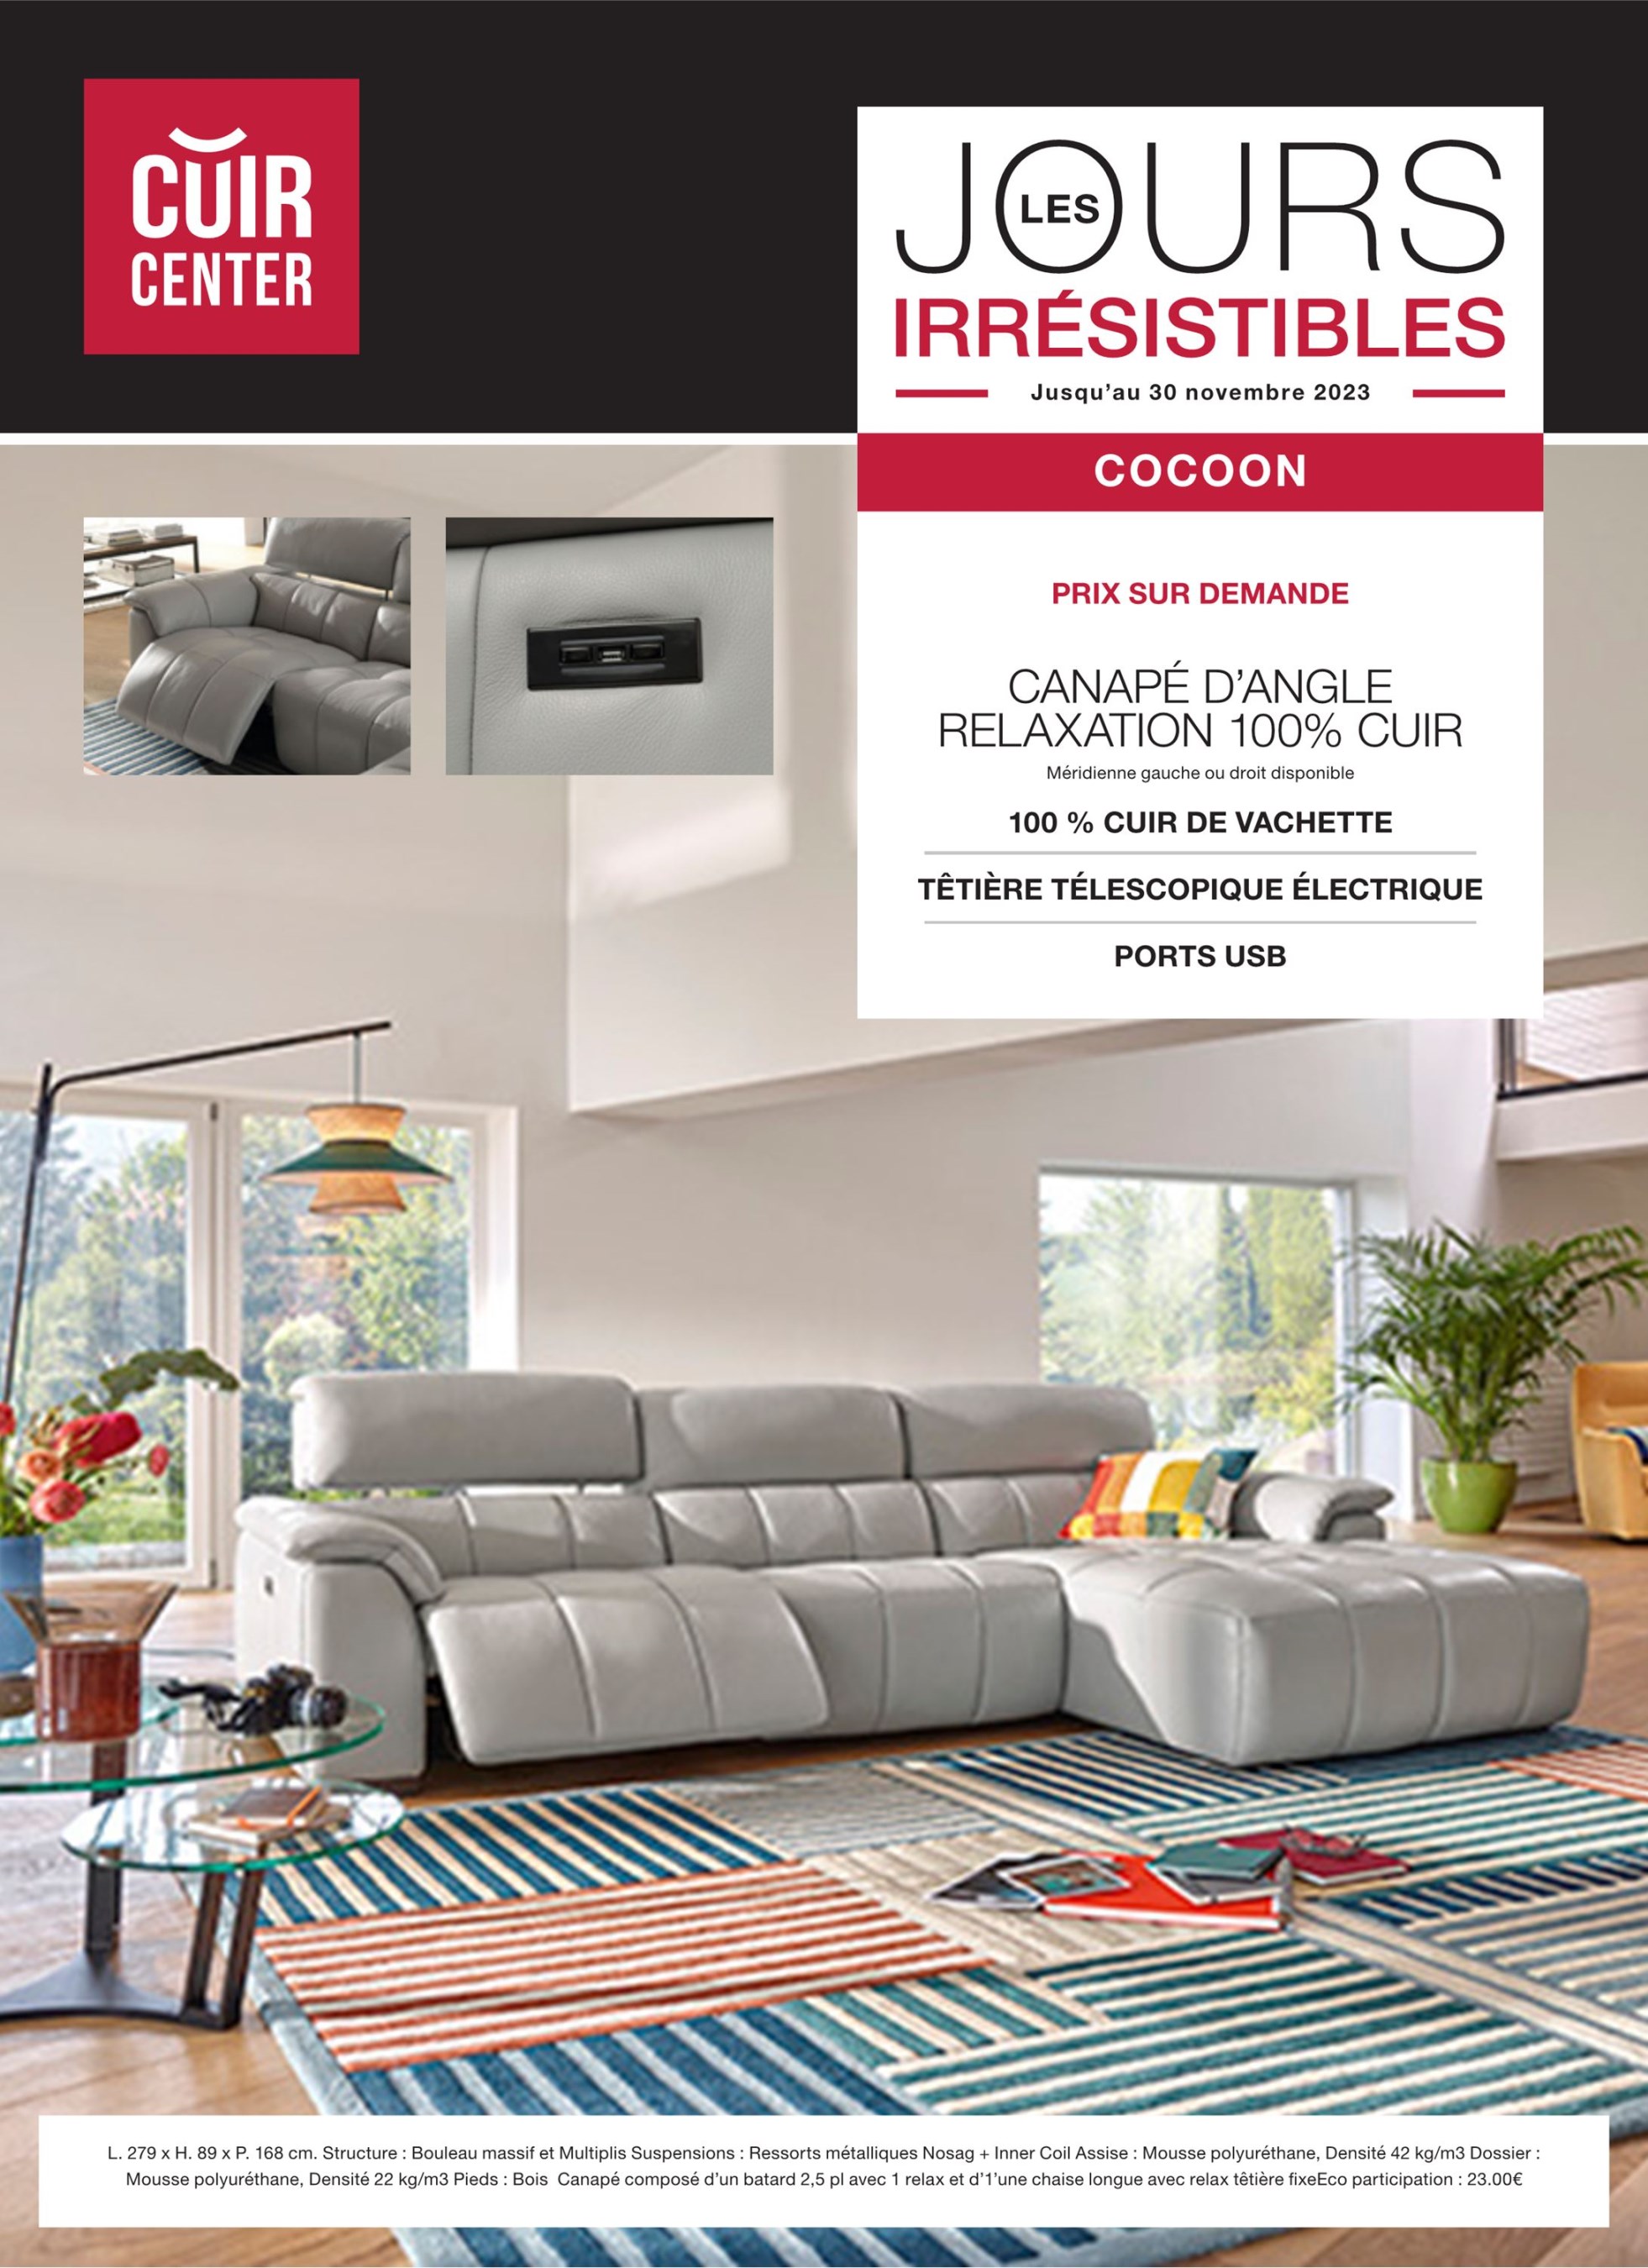 CUIR
CENTER
LES
JOURS
IRRÉSISTIBLES
Jusqu'au 30 novembre 2023
COCOON
PRIX SUR DEMANDE
CANAPÉ D'ANGLE
RELAXATION 100% CUIR
Méridienne gauche ou droit disponible
100 % CUIR DE VACHETTE
TÊTIÈRE TÉLESCOPIQUE ÉLECTRIQUE
PORTS USB
L. 279 x H. 89 x P. 168 cm. Structure : Bouleau massif et Multiplis Suspensions : Ressorts métalliques Nosag + Inner Coil Assise : Mousse polyuréthane, Densité 42 kg/m3 Dossier :
Mousse polyuréthane, Densité 22 kg/m3 Pieds : Bois  Canapé composé d'un batard 2,5 pl avec 1 relax et d'1'une chaise longue avec relax têtière fixeEco participation : 23.00€